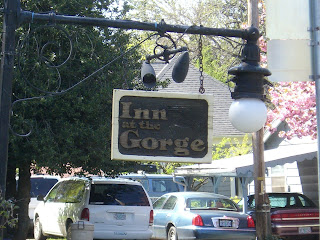 Inn
at the
Gorge